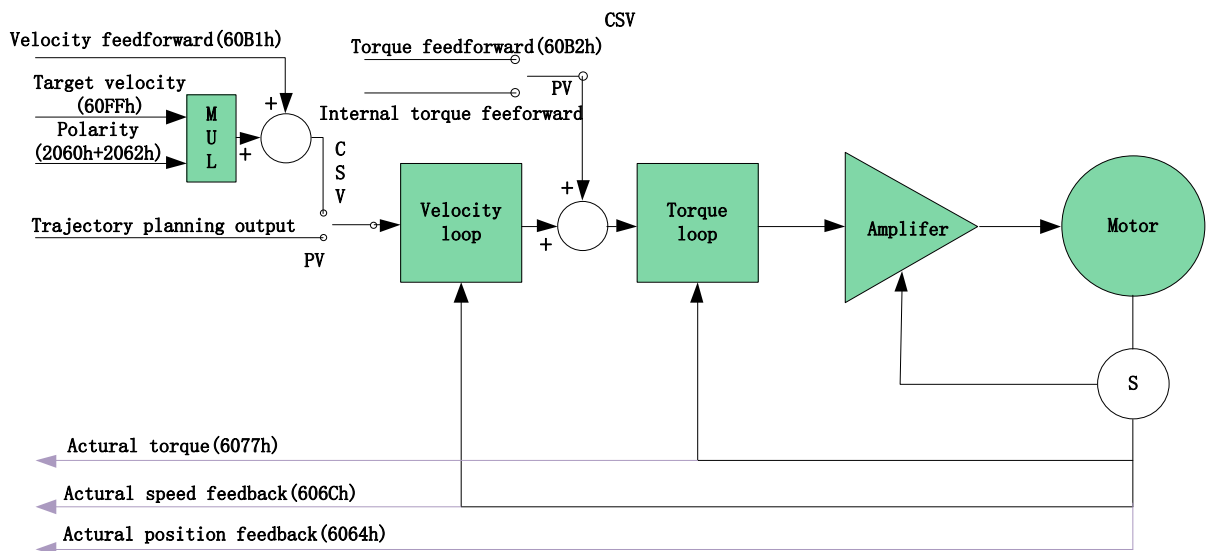 CSV
Velocity feedforward(60B1h)
Torque feedforward(60B2h)
Target velocity
(60FFh)
PV
Internal torque feeforward
Polarity
(2060h+2062h)
MUL
+
+
CSV
Trajectory planning output
PV
Velocity
loop
+
+
Torque
loop
Amplifer
Motor
S
Actural torque(6077h)
Actural speed feedback(606Ch)
Actural position feedback(6064h)